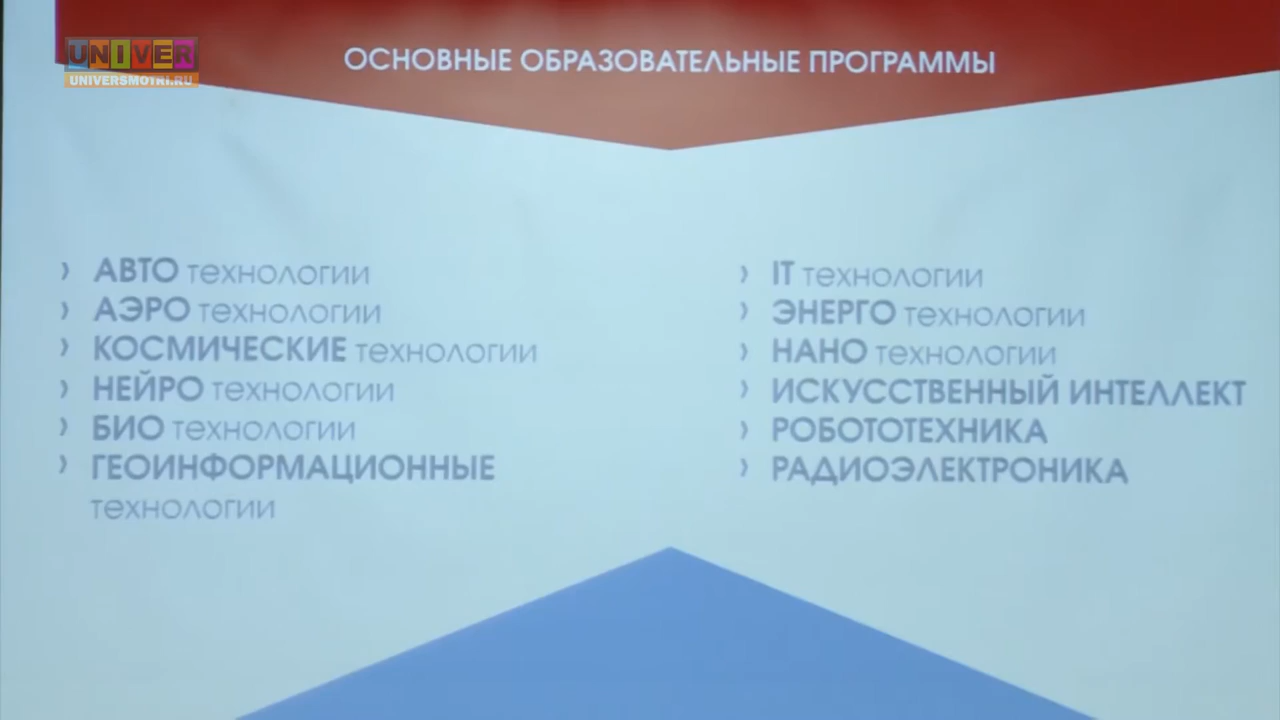 UNIVER
UNIVERSMOTRI.RU
ОСНОВНЫЕ ОБРАЗОВАТЕЛЬНЫЕ ПРОГРАММЫ
› АВТО технологии
› АЭРО технологии
› КОСМИЧЕСКИЕ технологии
› НЕЙРО технологии
› БИО технологии
› ГЕОИНФОРМАЦИОННЫЕ
технологии
› IT технологии
› ЭНЕРГО технологии
› НАНО технологии
› ИСКУССТВЕННЫЙ ИНТЕЛЛЕКТ
› РОБОТОТЕХНИКА
› РАДИОЭЛЕКТРОНИКА